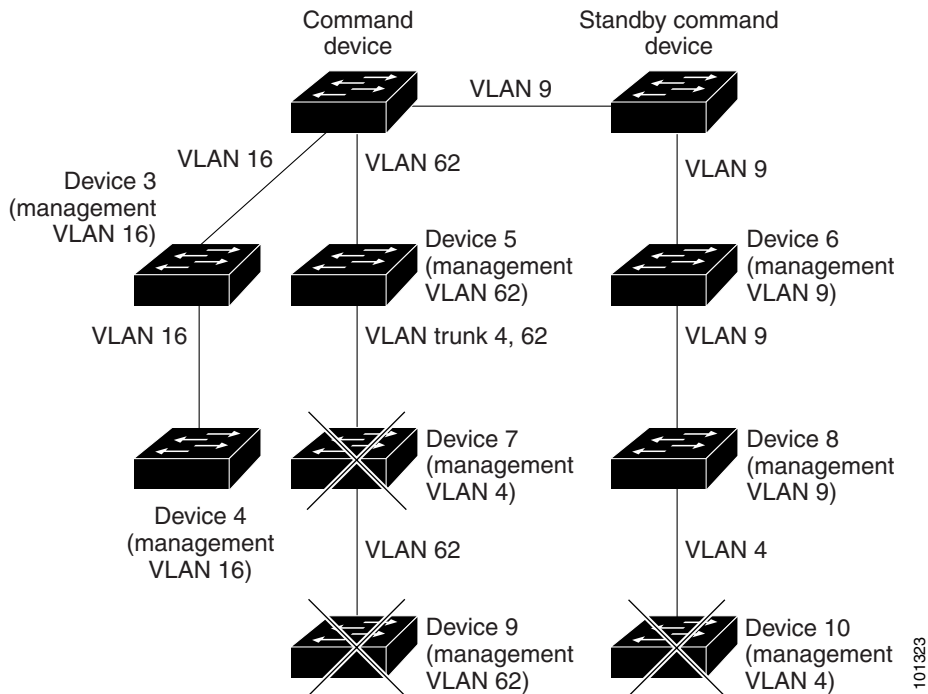 Command
device
Standby command
device
VLAN 9
VLAN 16
VLAN 62
VLAN 9
Device 3
(management
VLAN 16)
Device 5
(management
VLAN 62)
Device 6
(management
VLAN 9)
VLAN 16
VLAN trunk 4, 62
VLAN 9
Device 7
(management
VLAN 4)
Device 8
(management
VLAN 9)
Device 4
(management
VLAN 16)
VLAN 62
VLAN 4
Device 9
(management
VLAN 62)
Device 10
(management
VLAN 4)
101323